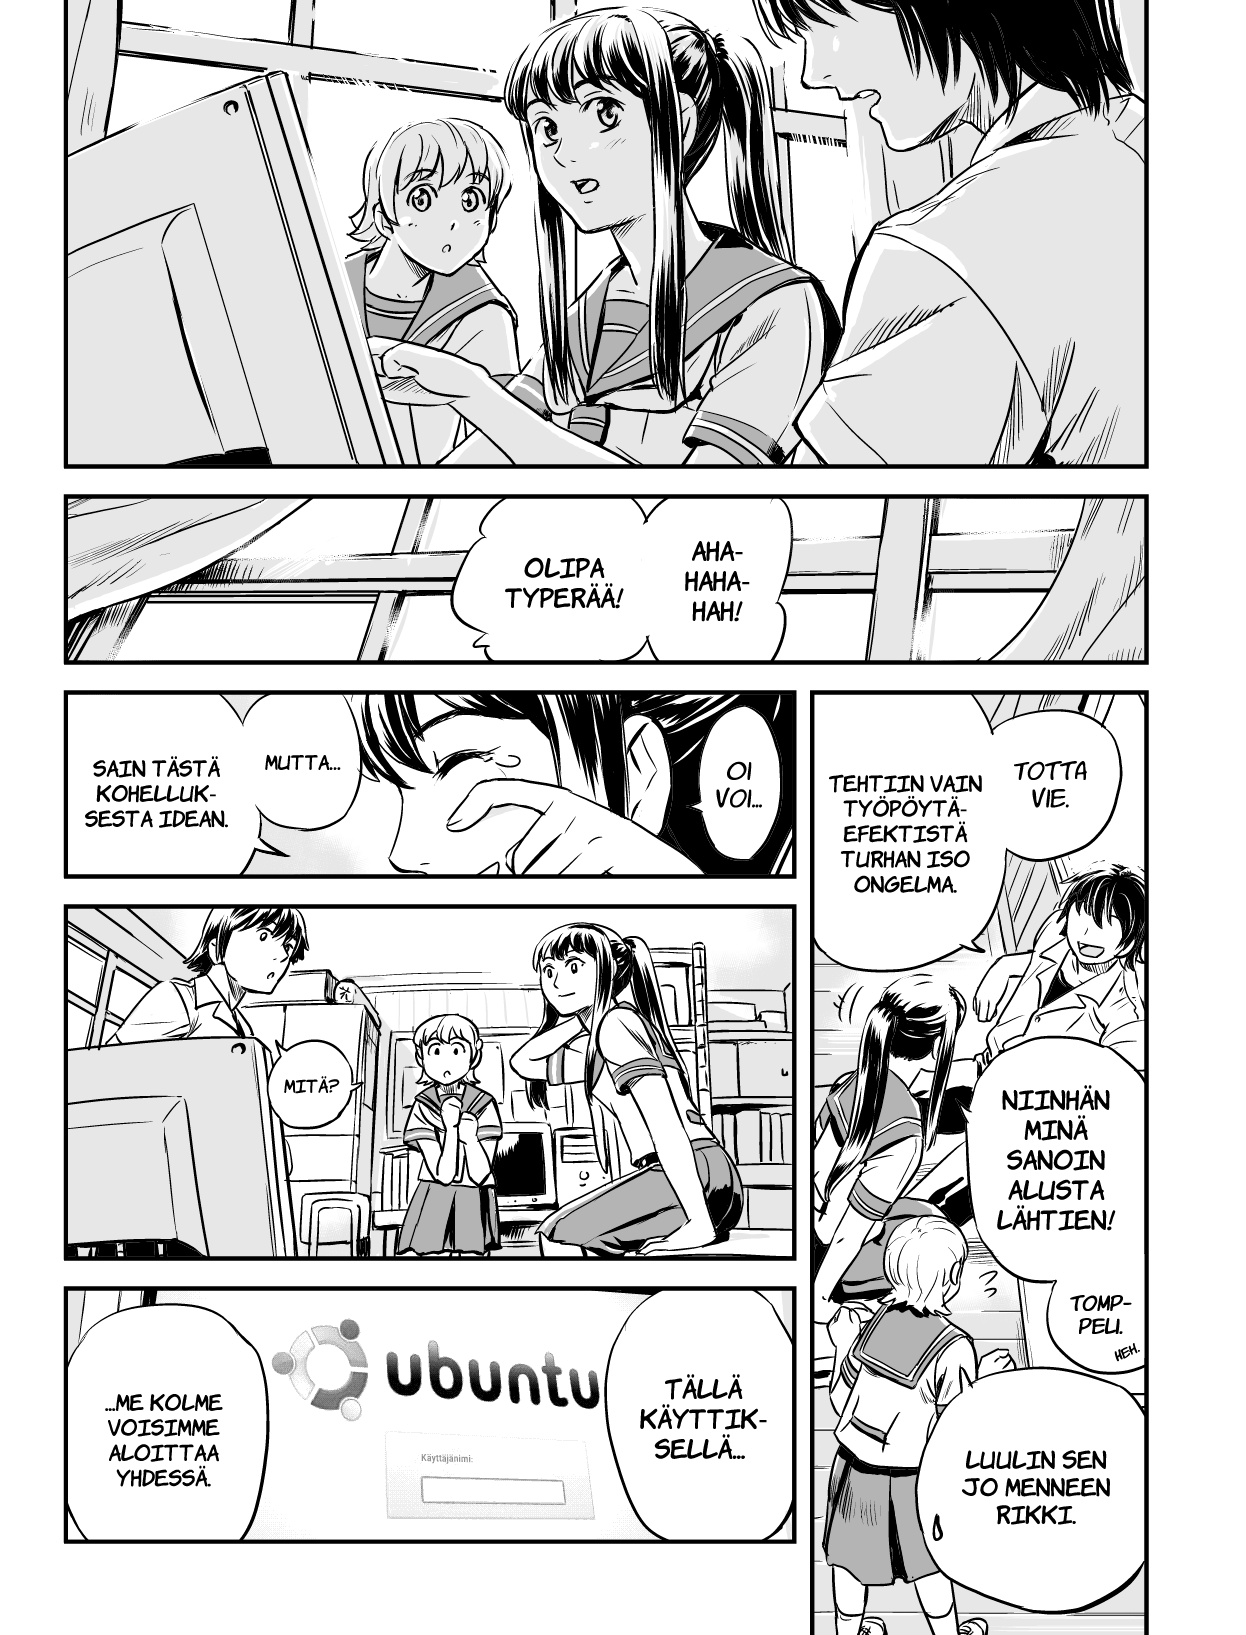 AHA-
HAHA-
HAH!
OLIPA
TYPERÄÄ!
TOTTA
VIE.
TEHTIIN VAIN
TYÖPÖYTÄ-
EFEKTISTÄ
TURHAN ISO
ONGELMA.
NIINHÄN
MINÄ
SANOIN
ALUSTA
LÄHTIEN!
TOMP-
PELI.
HEH.
LUULIN SEN
JO MENNEEN
RIKKI.
OI
VOI...
MUTTA...
SAIN TÄSTÄ
KOHELLUK-
SESTA IDEAN.
MITÄ?
TÄLLÄ
KÄYTTIK-
SELLÄ...
ubuntu
Käyttäjänimi:
...ME KOLME
VOISIMME
ALOITTAA
YHDESSÄ.